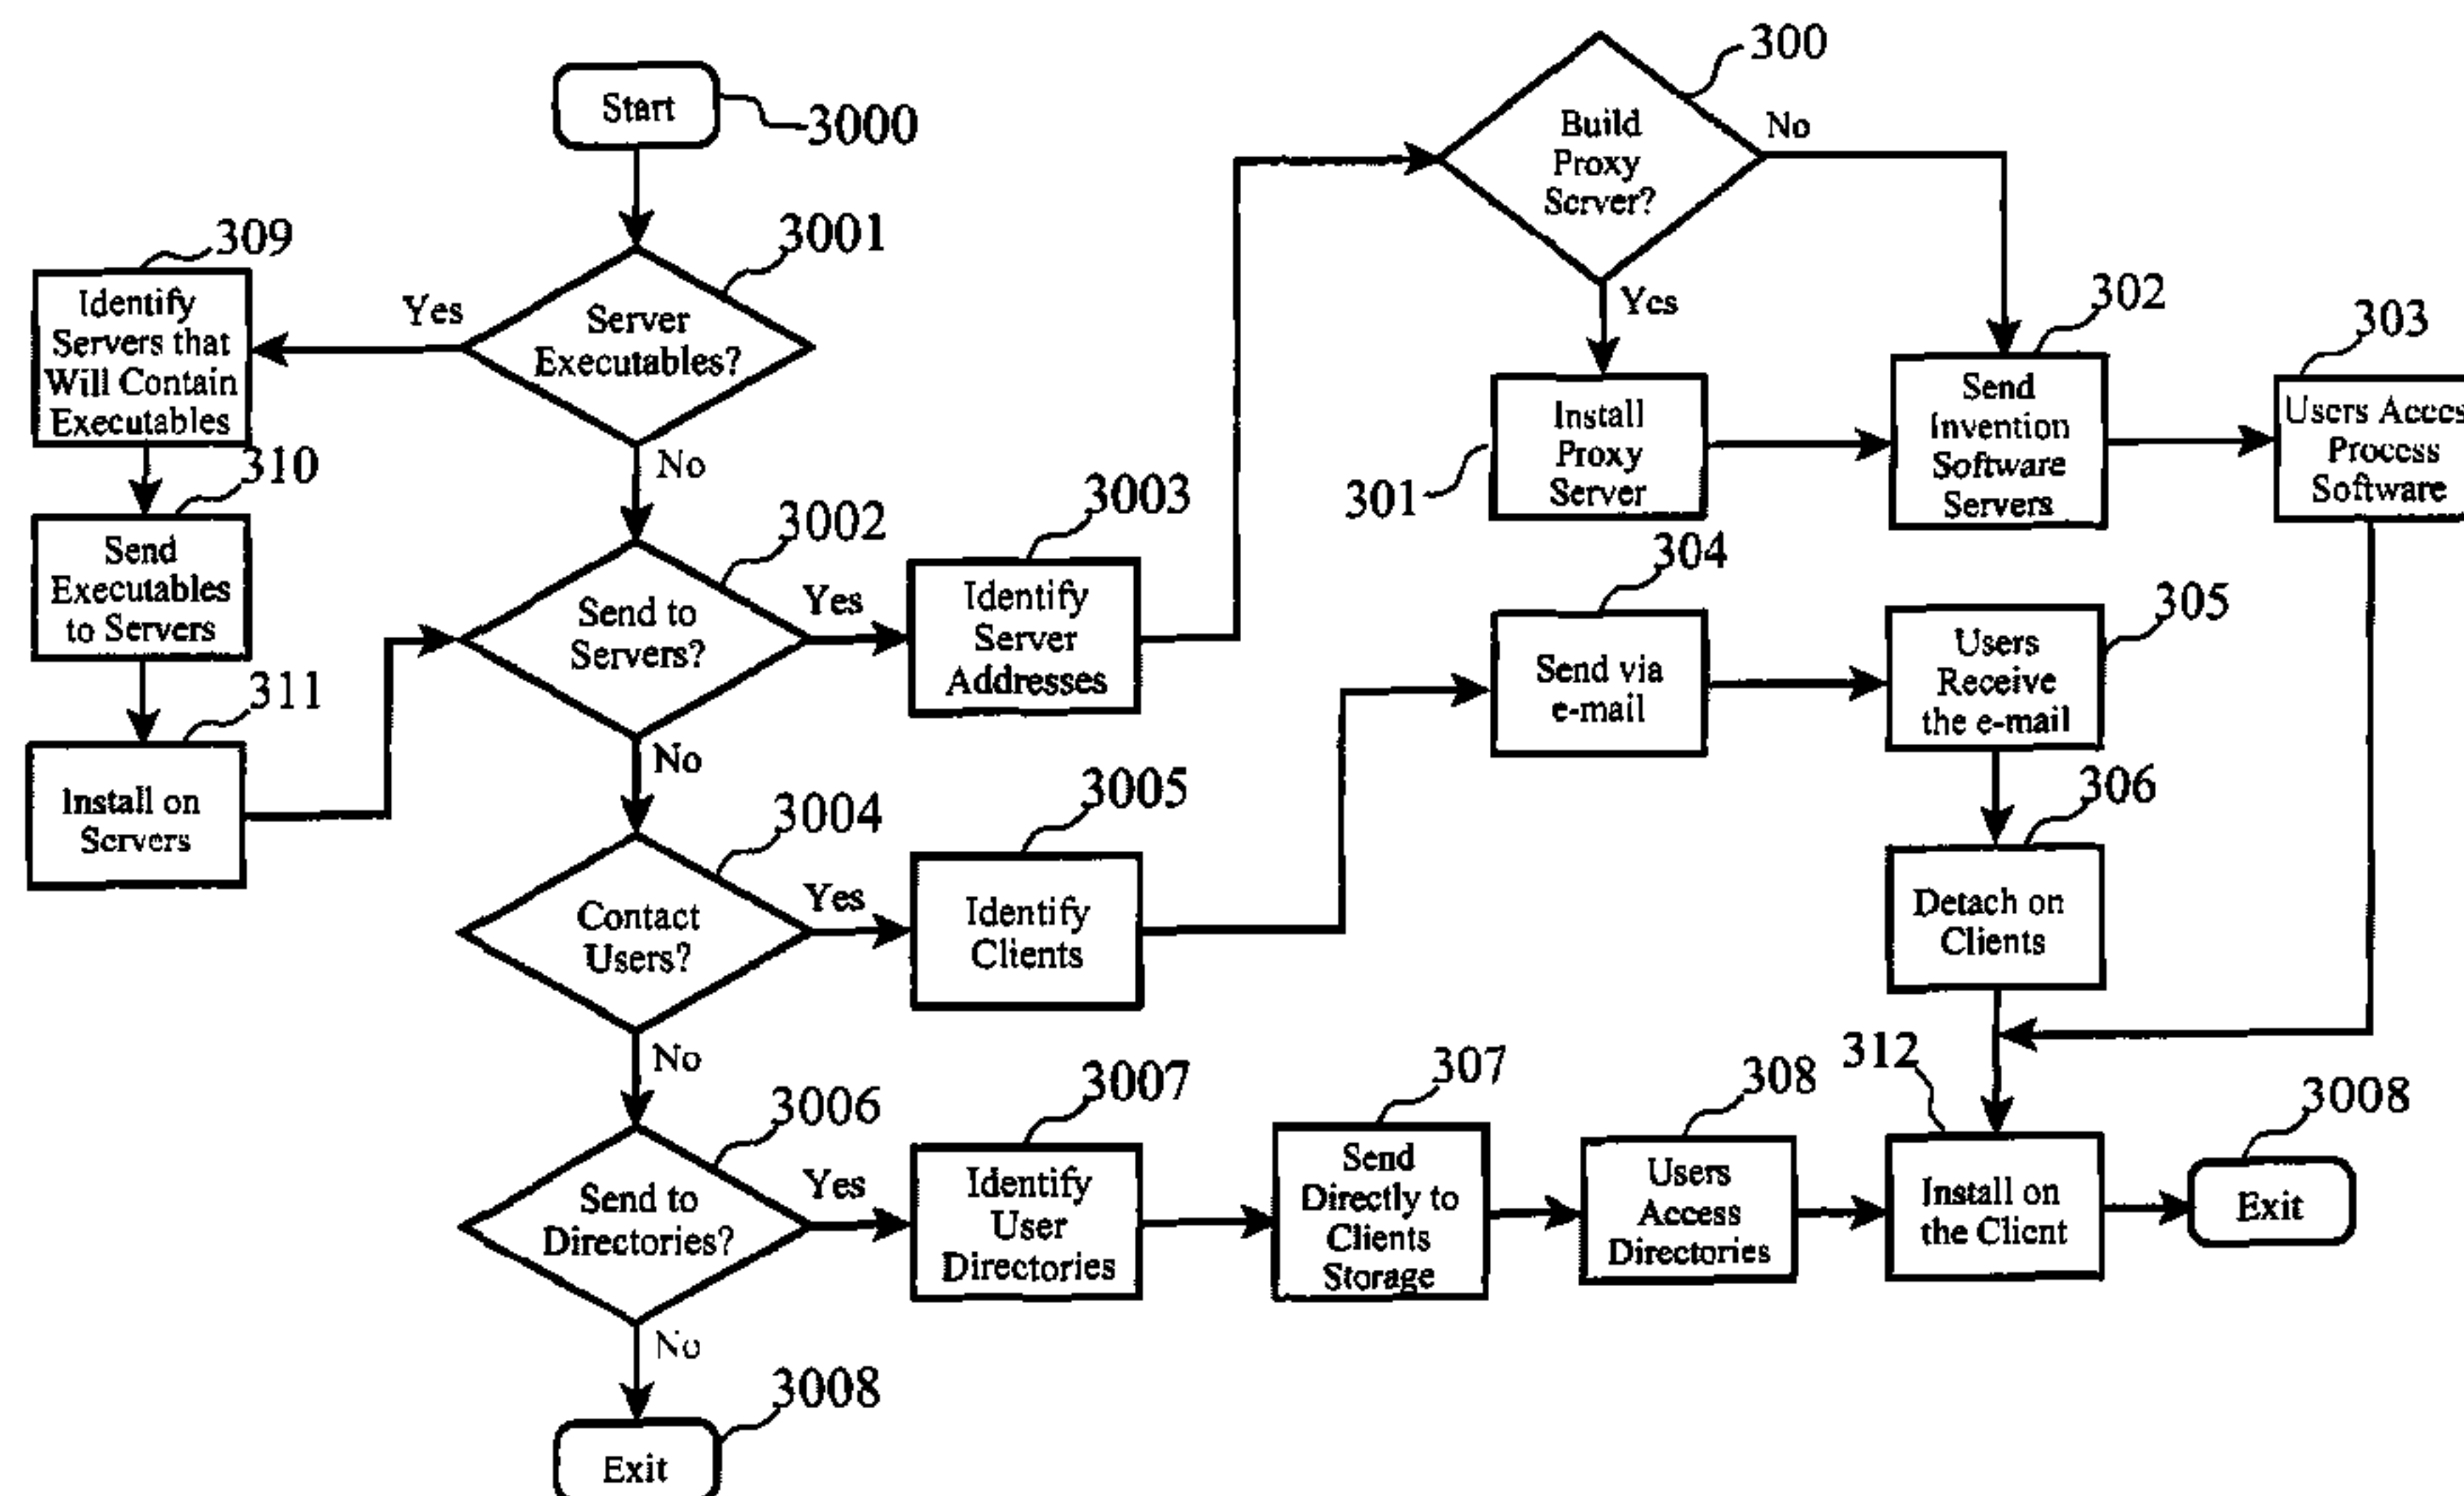 Start
3000
3001
Server
Executables?
Yes
No
309
Identify
Servers that
Will Contain
Executables
310
Send
Executables
to Servers
311
Install on
Servers
3002
Send to
Servers?
Yes
No
3003
Identify
Server
Addresses
3004
Contact
Users?
Yes
No
3005
Identify
Clients
3006
Send to
Directories?
Yes
No
3007
Identify
User
Directories
3008
Exit
300
Build
Proxy
Server?
No
Yes
301
Install
Proxy
Server
302
Send
Invention
Software
Servers
303
Users
Process
Software
304
Send via
e-mail
305
Users
Receive
the e-mail
306
Detach on
Clients
307
Send
Directly to
Clients
Storage
308
Users
Access
Directories
312
Install on
the Client
3008
Exit